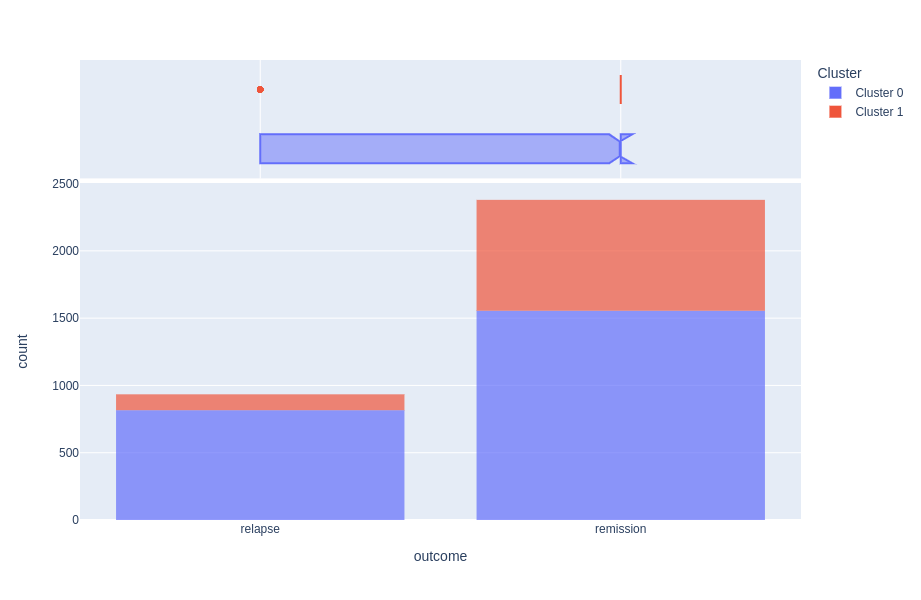 Cluster
Cluster 0
Cluster 1
2500
2000
1500
1000
500
0
count
relapse
remission
outcome